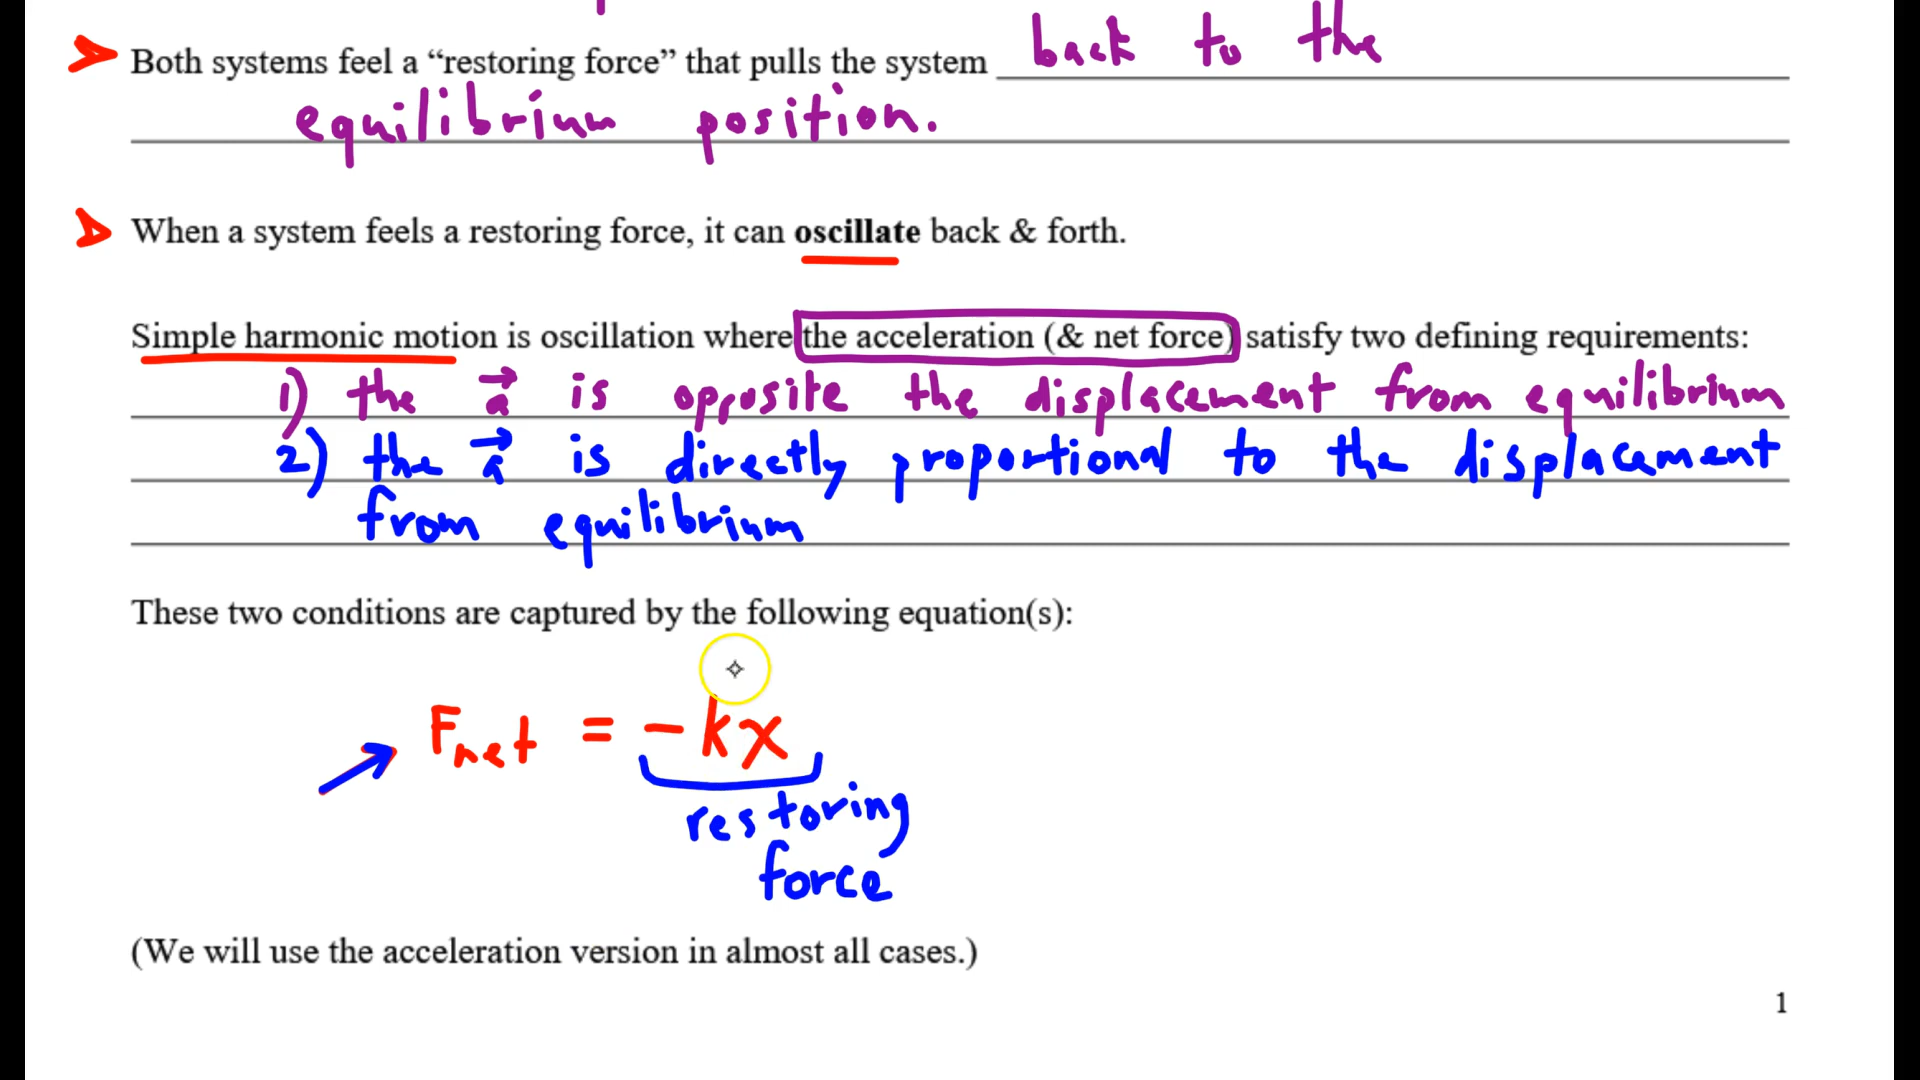 Both systems feel a “restoring force” that pulls the system back to the
equilibrium position.
When a system feels a restoring force, it can oscillate back & forth.
Simple harmonic motion is oscillation where the acceleration (& net force) satisfy two defining requirements:
1) the a⃗ is opposite the displacement from equilibrium
2) the a⃗ is directly proportional to the displacement
from equilibrium
These two conditions are captured by the following equation(s):
Fnet = -kx
restoring
force
(We will use the acceleration version in almost all cases.)
1